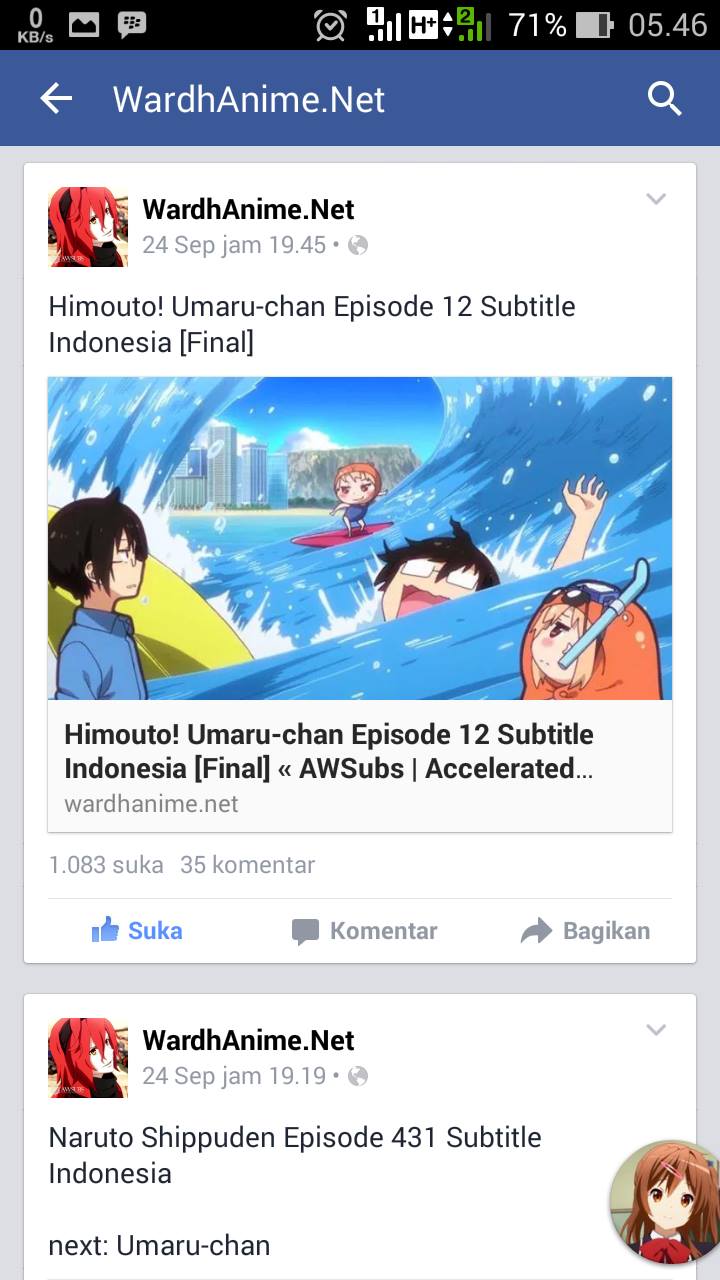 0
KB/s
1
H+
2
71%
05.46
WardhAnime.Net
WardhAnime.Net
24 Sep jam 19.45 •
Himouto! Umaru-chan Episode 12 Subtitle
Indonesia [Final]
Himouto! Umaru-chan Episode 12 Subtitle
Indonesia [Final] « AWSubs | Accelerated...
wardhanime.net
1.083 suka 35 komentar
Suka Komentar Bagikan
WardhAnime.Net
24 Sep jam 19.19 •
Naruto Shippuden Episode 431 Subtitle
Indonesia
next: Umaru-chan